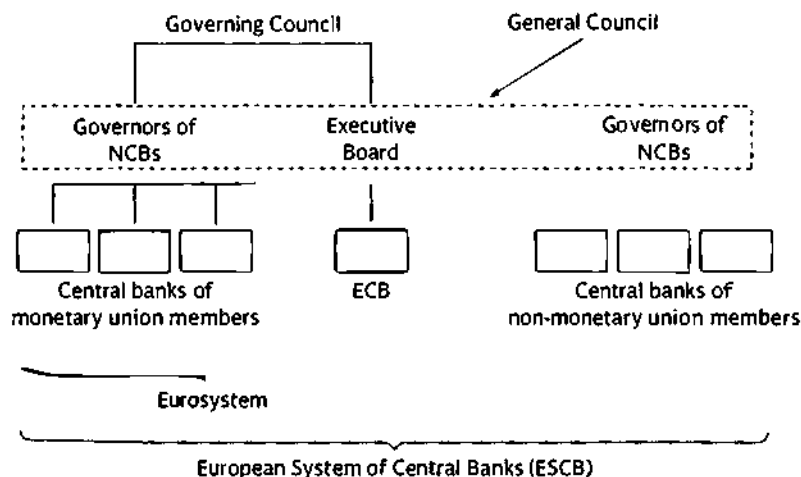 Governing Council
General Council
Governors of
NCBs
Executive
Board
Governors of
NCBs
Central banks of
monetary union members
ECB
Central banks of
non-monetary union members
Eurosystem
European System of Central Banks (ESCB)